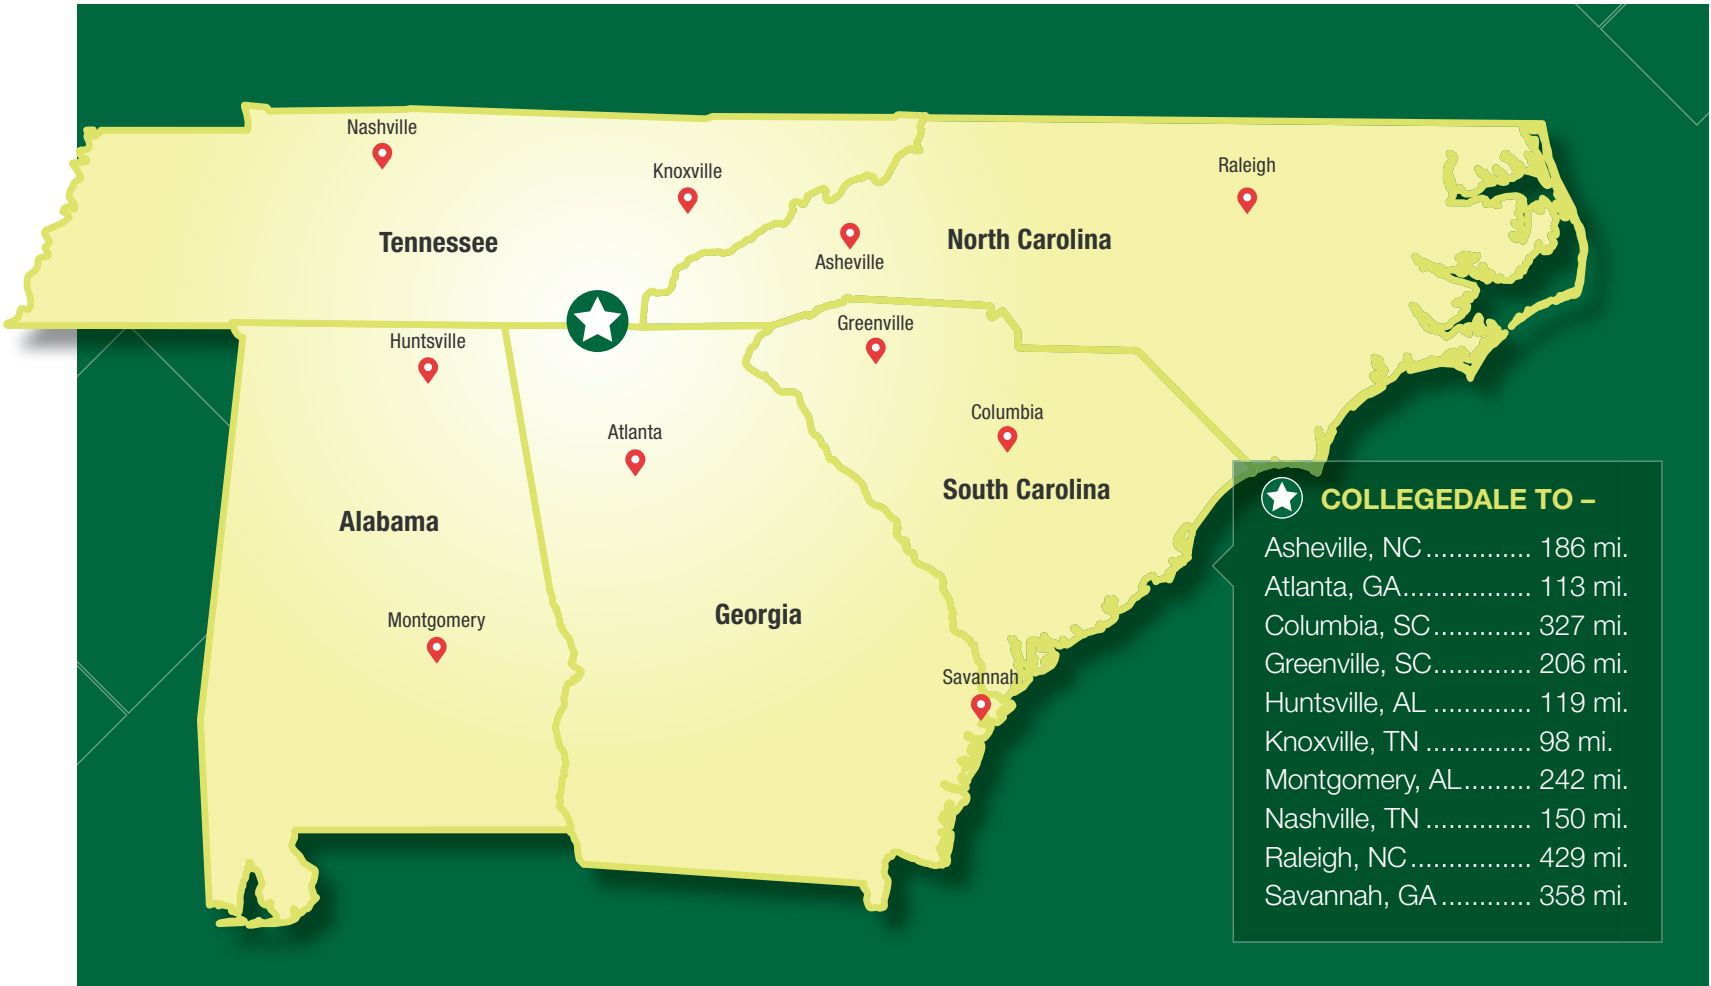 Nashville
Knoxville
Raleigh
Tennessee
North Carolina
Asheville
Greenville
Huntsville
Columbia
Atlanta
South Carolina
Alabama
Georgia
Montgomery
Savannah
COLLEGEDALE TO –
Asheville, NC.............. 186 mi.
Atlanta, GA................. 113 mi.
Columbia, SC............. 327 mi.
Greenville, SC............. 206 mi.
Huntsville, AL ............. 119 mi.
Knoxville, TN .............. 98 mi.
Montgomery, AL......... 242 mi.
Nashville, TN .............. 150 mi.
Raleigh, NC................ 429 mi.
Savannah, GA............ 358 mi.